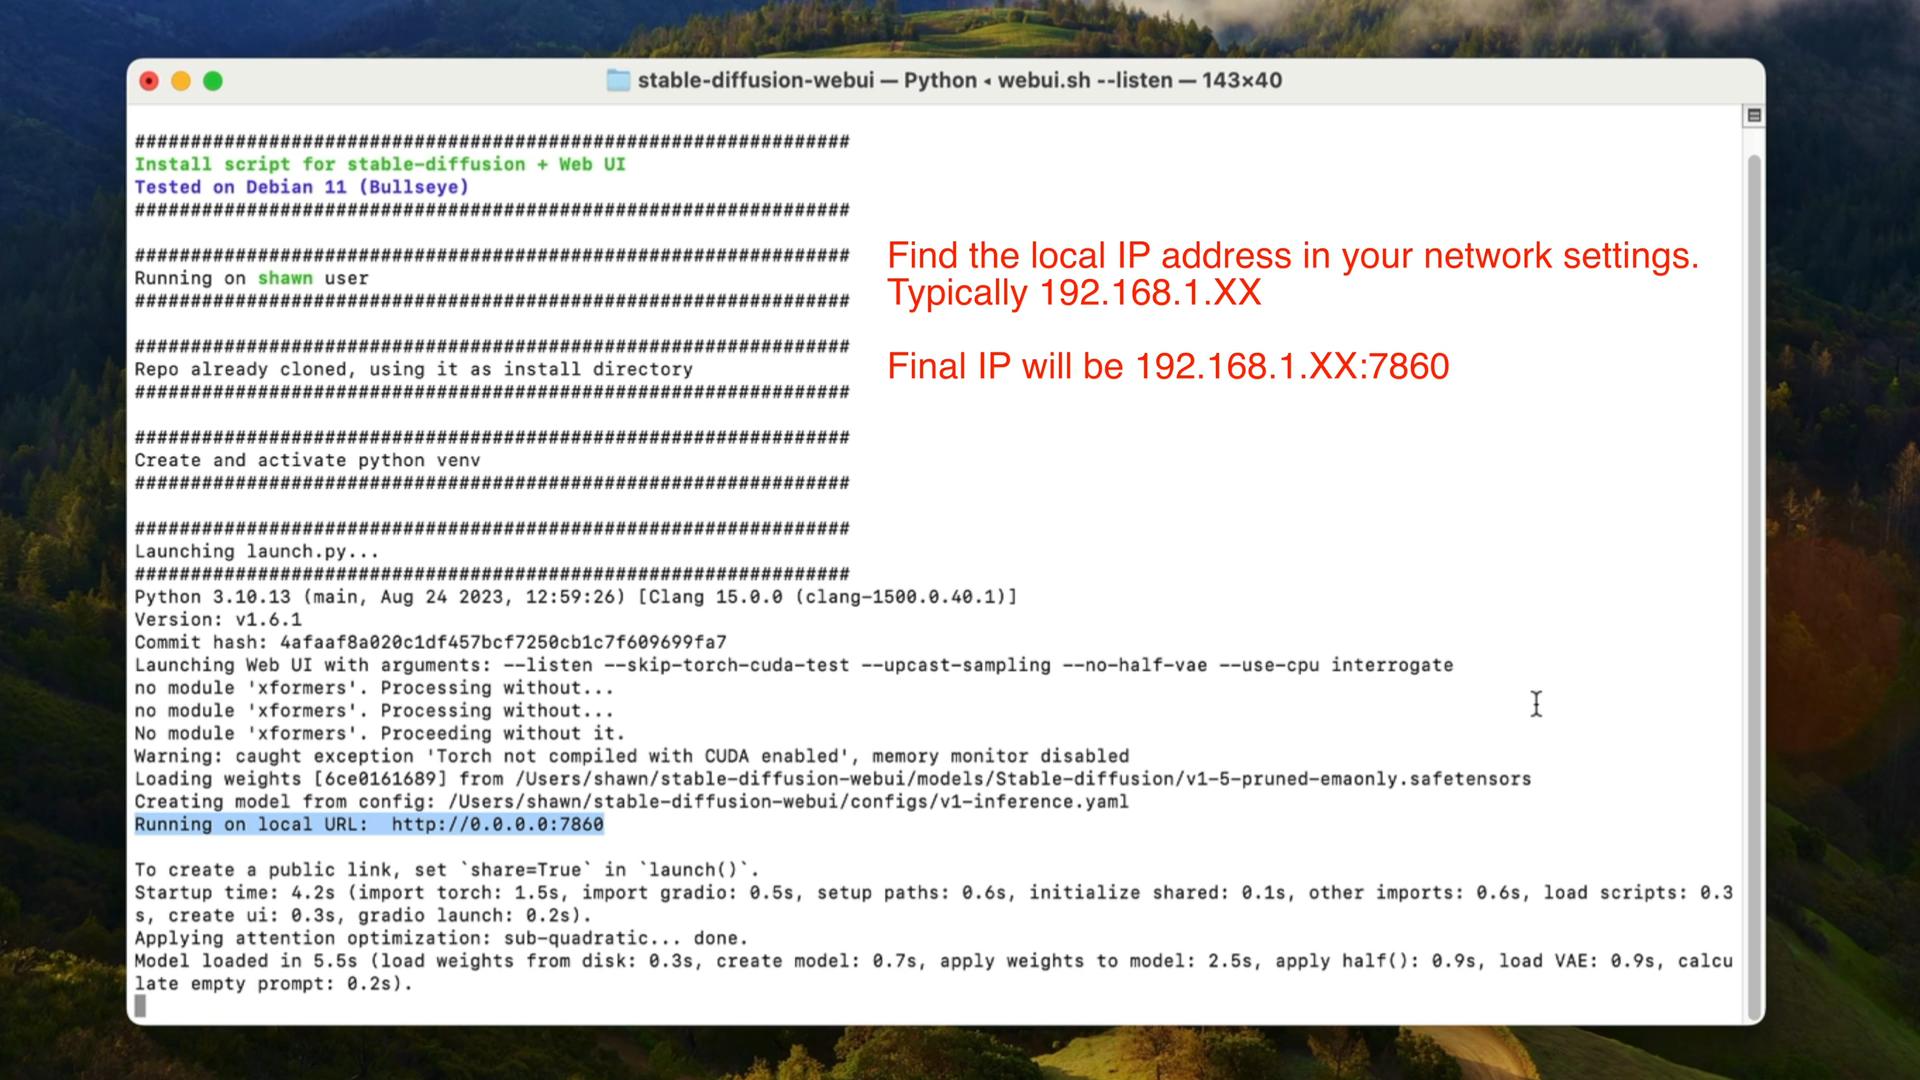 stable-diffusion-webui — Python ◂ webui.sh --listen — 143×40
################################################################
Install script for stable-diffusion + Web UI
Tested on Debian 11 (Bullseye)
################################################################
################################################################
Running on shawn user
################################################################
Find the local IP address in your network settings.
Typically 192.168.1.XX
Final IP will be 192.168.1.XX:7860
################################################################
Repo already cloned, using it as install directory
################################################################
################################################################
Create and activate python venv
################################################################
################################################################
Launching launch.py...
################################################################
Python 3.10.13 (main, Aug 24 2023, 12:59:26) [Clang 15.0.0 (clang-1500.0.40.1)]
Version: v1.6.1
Commit hash: 4afaaf8a020c1df457bcf7250cb1c7f609699fa7
Launching Web UI with arguments: --listen --skip-torch-cuda-test --upcast-sampling --no-half-vae --use-cpu interrogate
no module 'xformers'. Processing without...
no module 'xformers'. Processing without...
No module 'xformers'. Proceeding without it.
Warning: caught exception 'Torch not compiled with CUDA enabled', memory monitor disabled
Loading weights [6ce0161689] from /Users/shawn/stable-diffusion-webui/models/Stable-diffusion/v1-5-pruned-emaonly.safetensors
Creating model from config: /Users/shawn/stable-diffusion-webui/configs/v1-inference.yaml
Running on local URL:  http://0.0.0.0:7860
To create a public link, set `share=True` in `launch()`.
Startup time: 4.2s (import torch: 1.5s, import gradio: 0.5s, setup paths: 0.6s, initialize shared: 0.1s, other imports: 0.6s, load scripts: 0.3
s, create ui: 0.3s, gradio launch: 0.2s).
Applying attention optimization: sub-quadratic... done.
Model loaded in 5.5s (load weights from disk: 0.3s, create model: 0.7s, apply weights to model: 2.5s, apply half(): 0.9s, load VAE: 0.9s, calcu
late empty prompt: 0.2s).